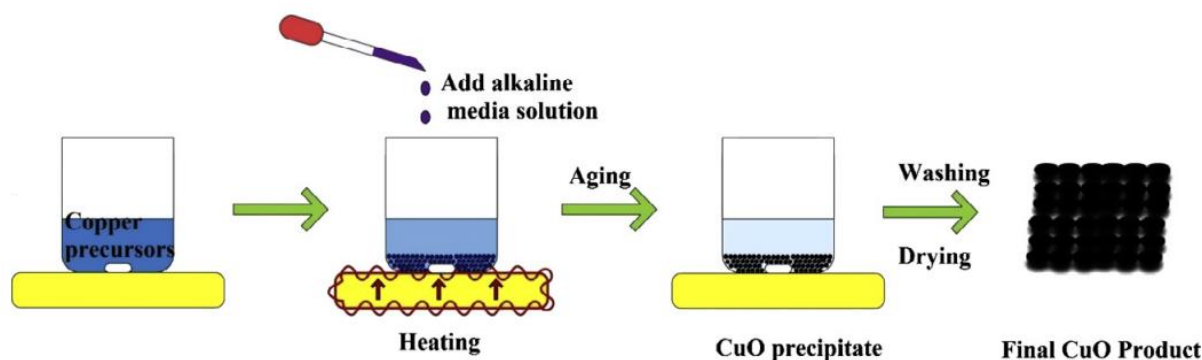 Add alkaline
media solution
Copper
precursors
Aging
Washing
Drying
Heating
CuO precipitate
Final CuO Product